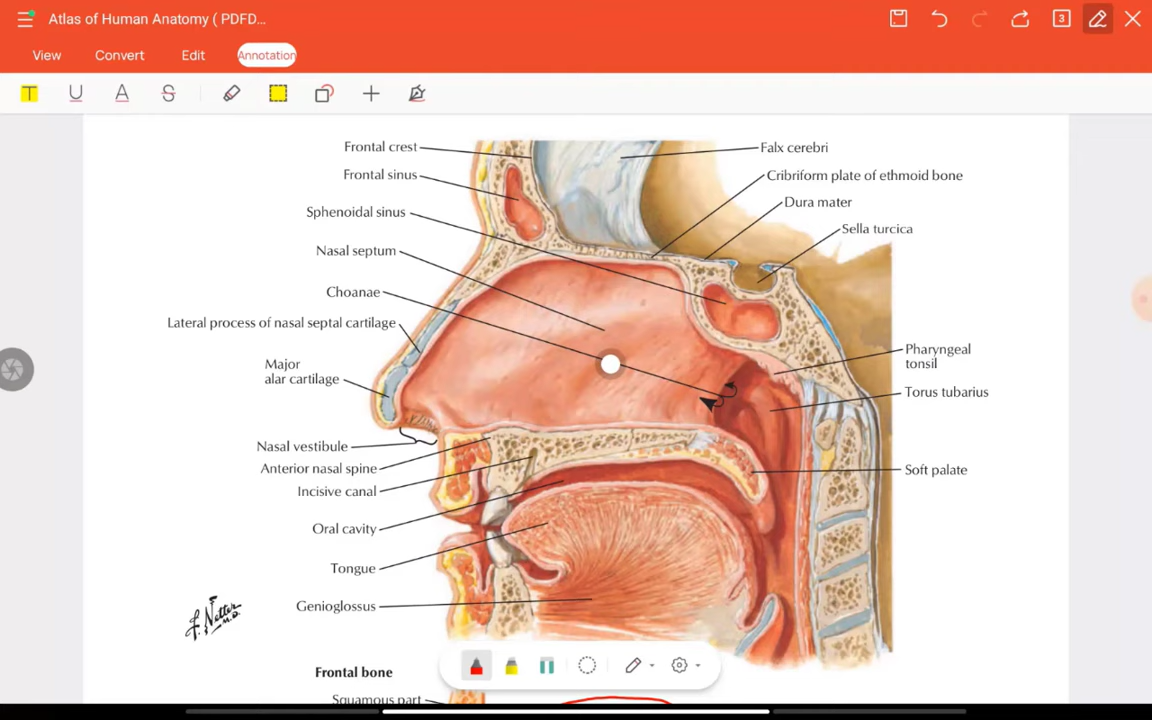 Atlas of Human Anatomy ( PDFD...
3
View
Convert
Edit
Annotation
T
U
A
S
Frontal crest
Frontal sinus
Sphenoidal sinus
Nasal septum
Choanae
Lateral process of nasal septal cartilage
Major
alar cartilage
Nasal vestibule
Anterior nasal spine
Incisive canal
Oral cavity
Tongue
Genioglossus
Falx cerebri
Cribriform plate of ethmoid bone
Dura mater
Sella turcica
Pharyngeal
tonsil
Torus tubarius
Soft palate
F. Netter
M.D.
Frontal bone
Squamous part